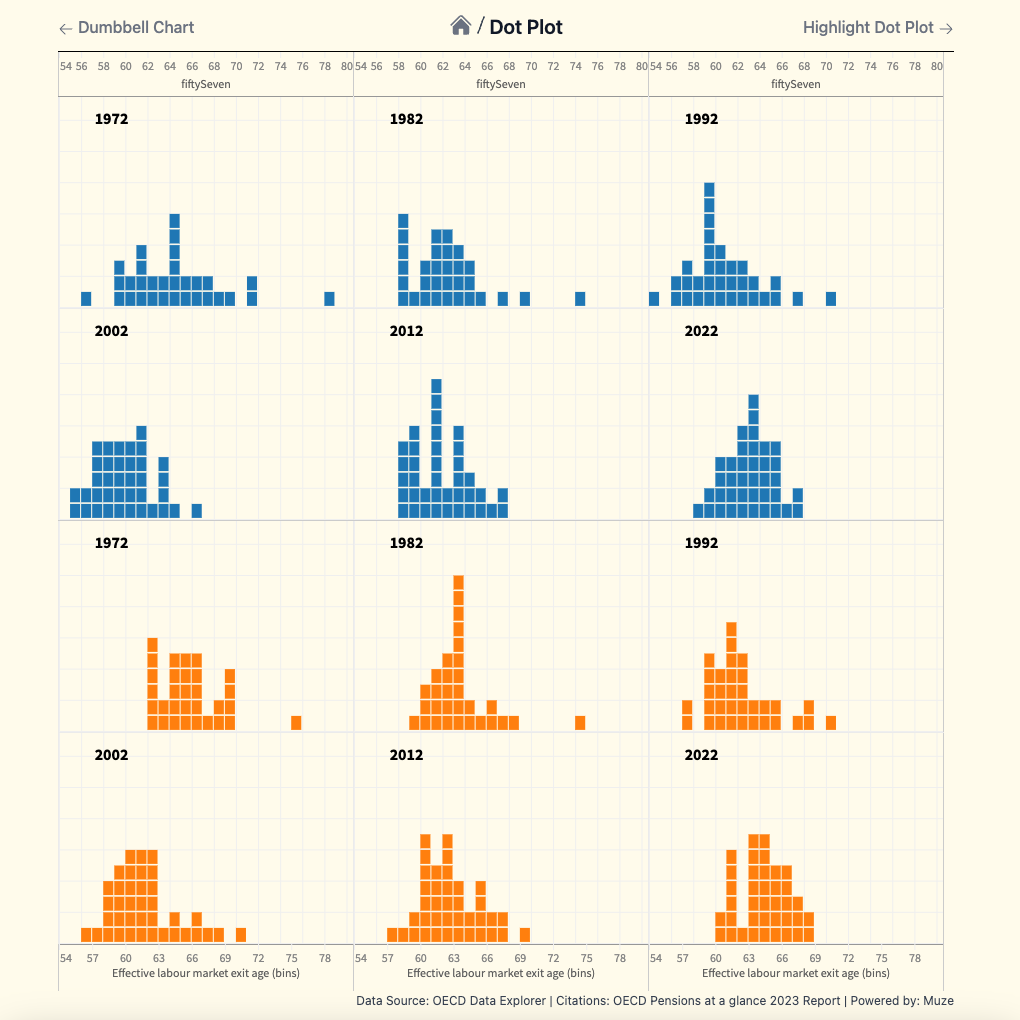 ← Dumbbell Chart / Dot Plot Highlight Dot Plot →
54 56 58 60 62 64 66 68 70 72 74 76 78 80 54 56 58 60 62 64 66 68 70 72 74 76 78 80 54 56 58 60 62 64 66 68 70 72 74 76 78 80
fiftySeven fiftySeven fiftySeven
1972 1982 1992
2002 2012 2022
1972 1982 1992
2002 2012 2022
54 57 60 63 66 69 72 75 78 54 57 60 63 66 69 72 75 78 54 57 60 63 66 69 72 75 78
Effective labour market exit age (bins) Effective labour market exit age (bins) Effective labour market exit age (bins)
Data Source: OECD Data Explorer | Citations: OECD Pensions at a glance 2023 Report | Powered by: Muze